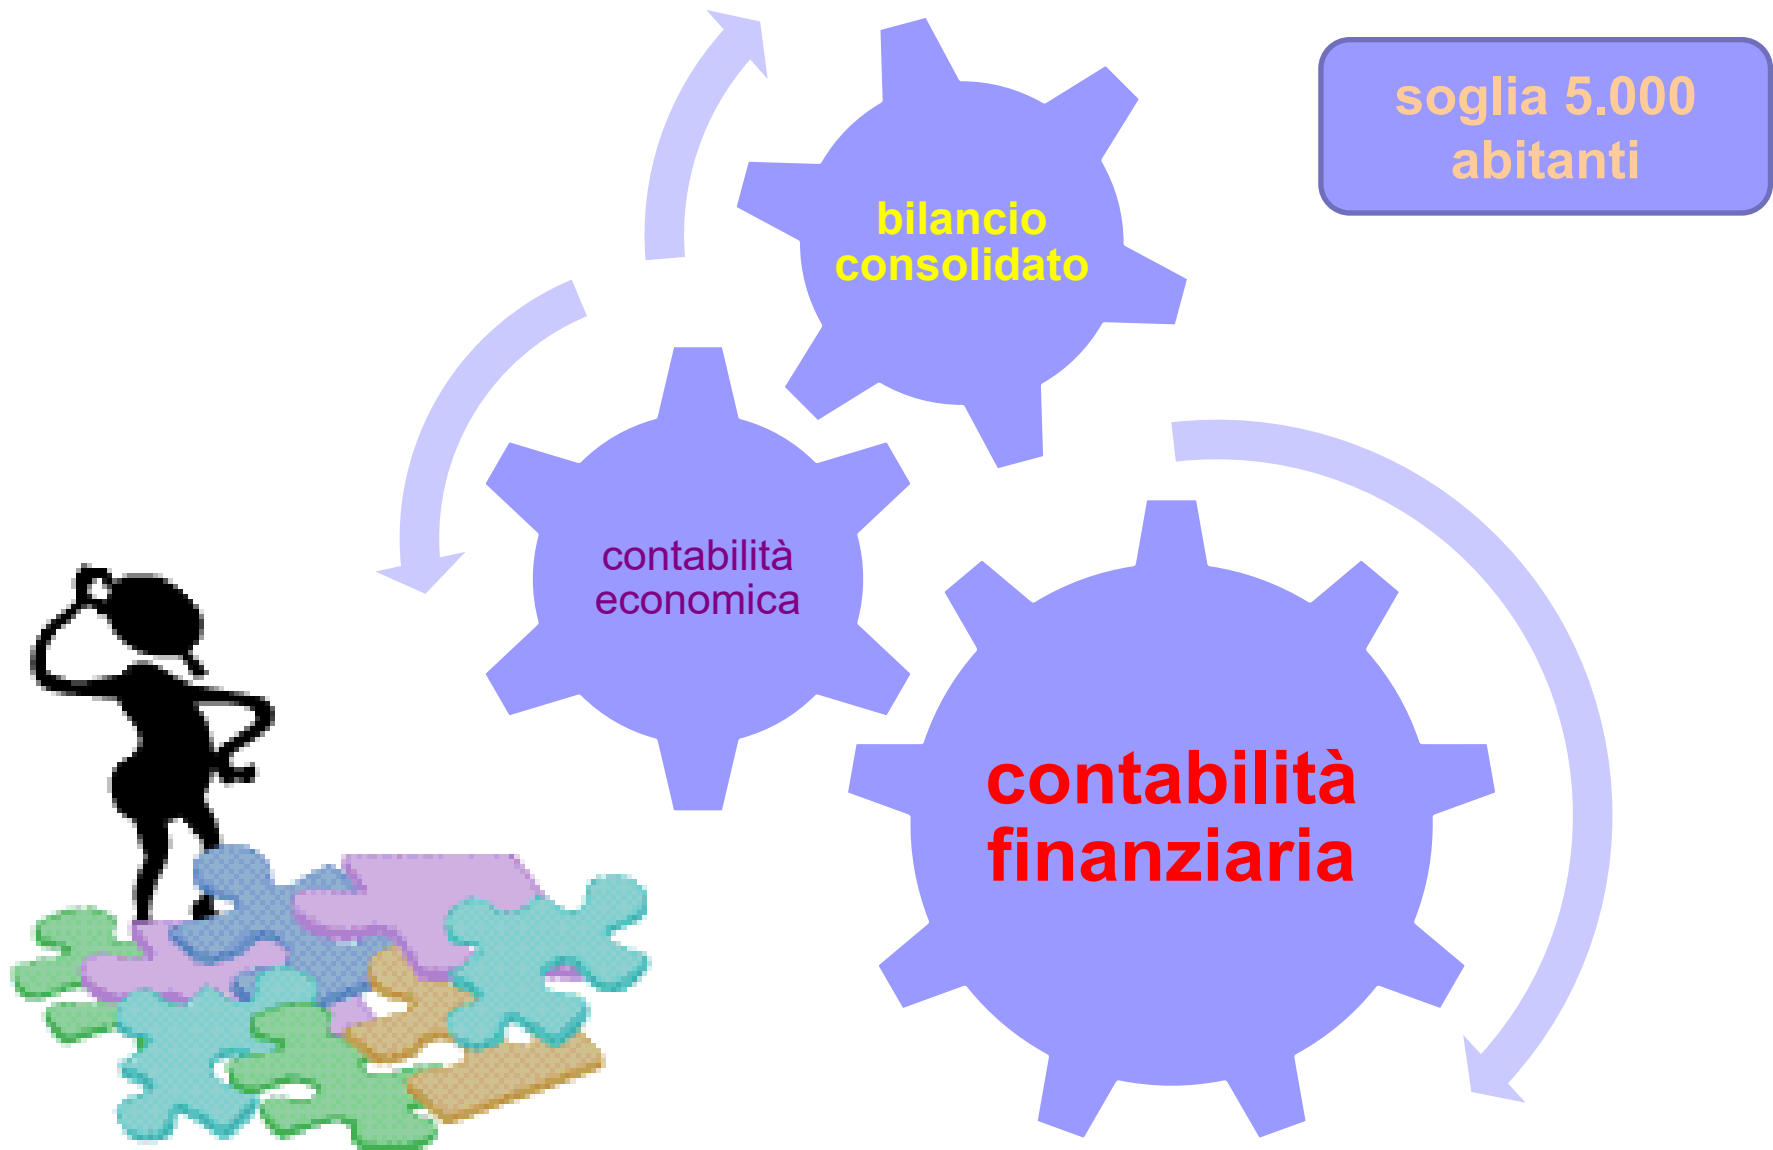 soglia 5.000
abitanti
bilancio
consolidato
contabilità
economica
contabilità
finanziaria